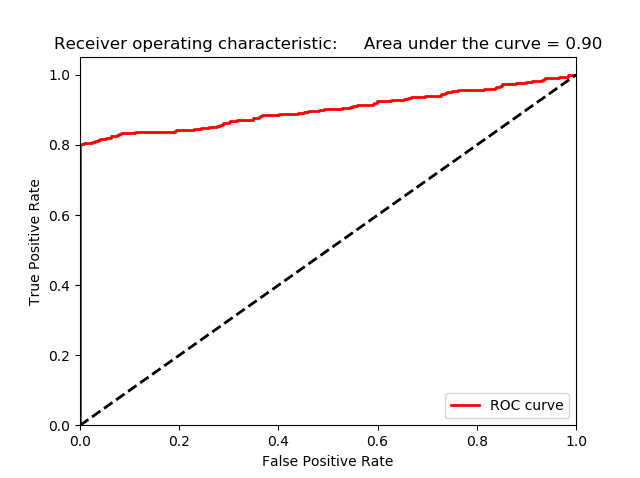 Receiver operating characteristic:     Area under the curve = 0.90
1.0
0.8
0.6
0.4
0.2
0.0
True Positive Rate
ROC curve
0.0 0.2 0.4 0.6 0.8 1.0
False Positive Rate